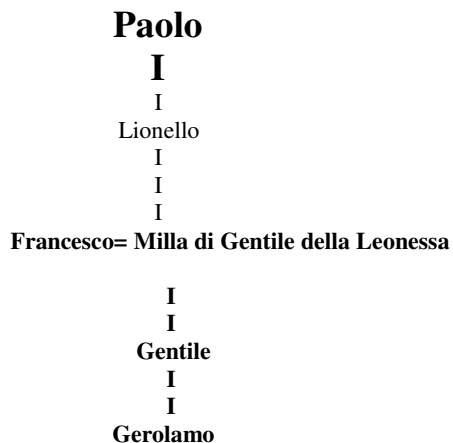 Paolo
I
I
Lionello
I
I
I
Francesco= Milla di Gentile della Leonessa
I
I
Gentile
I
I
Gerolamo